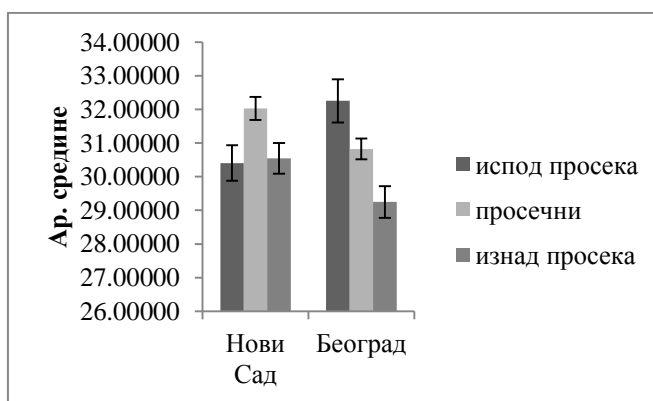 34.00000
33.00000
32.00000
31.00000
30.00000
29.00000
28.00000
27.00000
26.00000
Ар. средине
Нови
Сад
Београд
испод просека
просечни
изнад просека